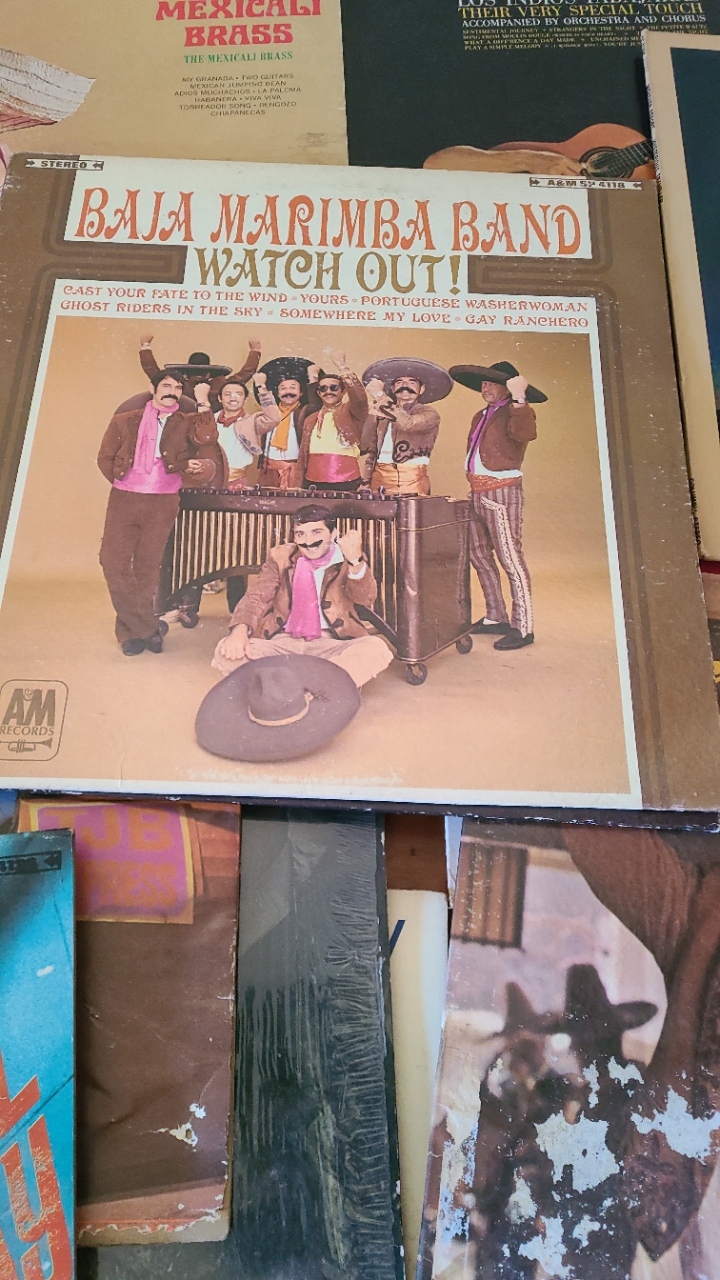 MEXICALI
BRASS
THE MEXICALI BRASS
MY GRANADA • TWO GUITARS
MEXICAN JUMPING BEAN
ADIOS MUCHACHOS • LA PALOMA
HABANERA • VIVA VIVA
TORREADOR SONG • DENGOZO
CHIAPANECAS
LOS INDIOS TABAJARAS
THEIR VERY SPECIAL TOUCH
ACCOMPANIED BY ORCHESTRA AND CHORUS
STEREO
A&M SP 4118
BAJA MARIMBA BAND
WATCH OUT!
CAST YOUR FATE TO THE WIND • YOURS • PORTUGUESE WASHERWOMAN
GHOST RIDERS IN THE SKY • SOMEWHERE MY LOVE • GAY RANCHERO
A&M
RECORDS
TJB